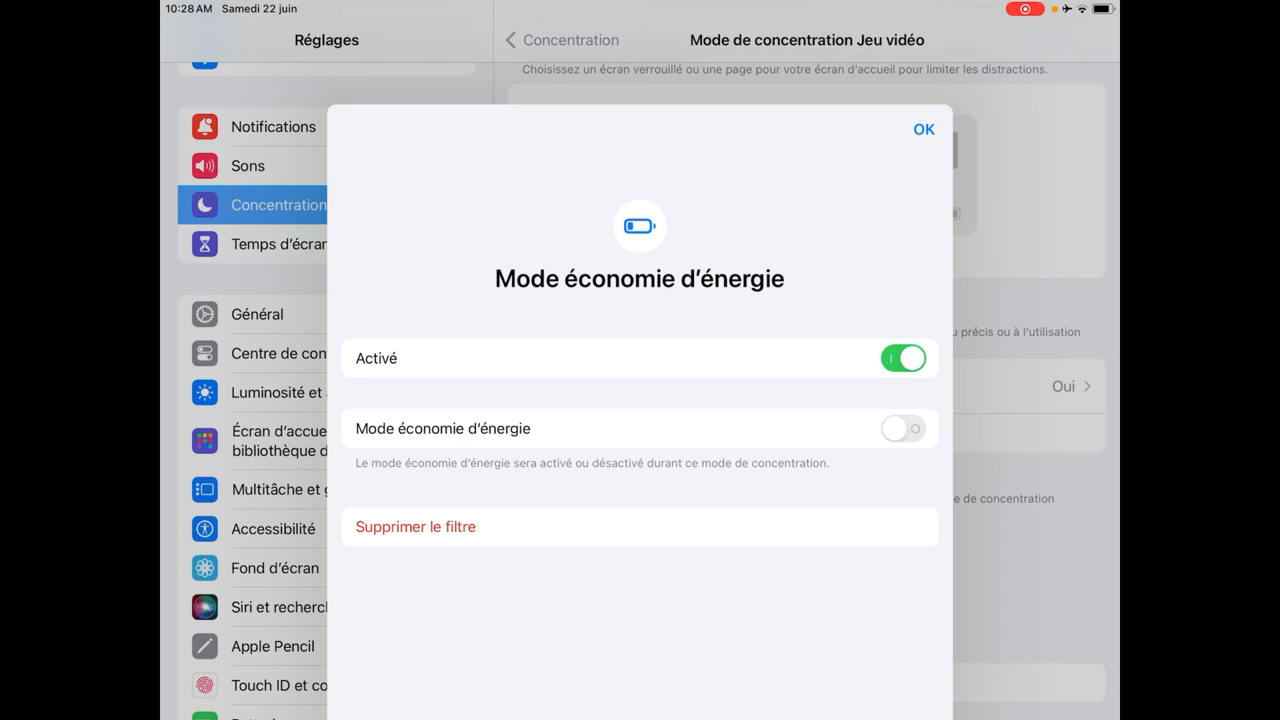 10:28 AM Samedi 22 juin
Réglages
Concentration
Mode de concentration Jeu vidéo
Choisissez un écran verrouillé ou une page pour votre écran d'accueil pour limiter les distractions.
Notifications
Sons
Concentration
Temps d'écran
Général
Centre de con
Luminosité et
Écran d'accue
bibliothèque d
Multitâche et g
Accessibilité
Fond d'écran
Siri et recherc
Apple Pencil
Touch ID et co
OK
Mode économie d'énergie
Activé
Mode économie d'énergie
Le mode économie d'énergie sera activé ou désactivé durant ce mode de concentration.
Supprimer le filtre
u précis ou à l'utilisation
Oui
e de concentration